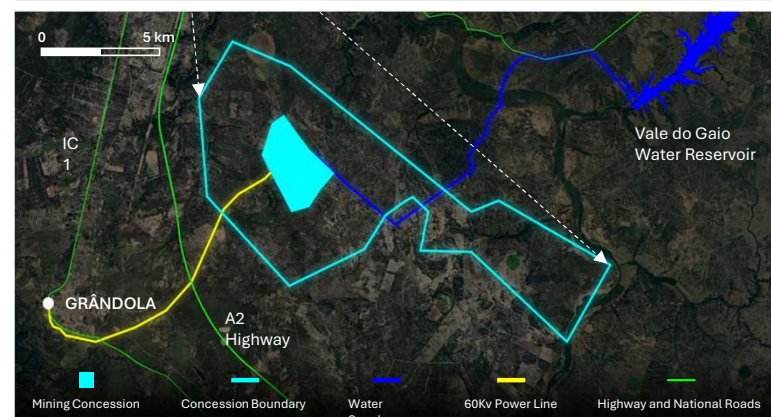 0 5 km
IC
1
Vale do Gaio
Water Reservoir
GRÂNDOLA
A2
Highway
Mining Concession
Concession Boundary
Water
60Kv Power Line
Highway and National Roads